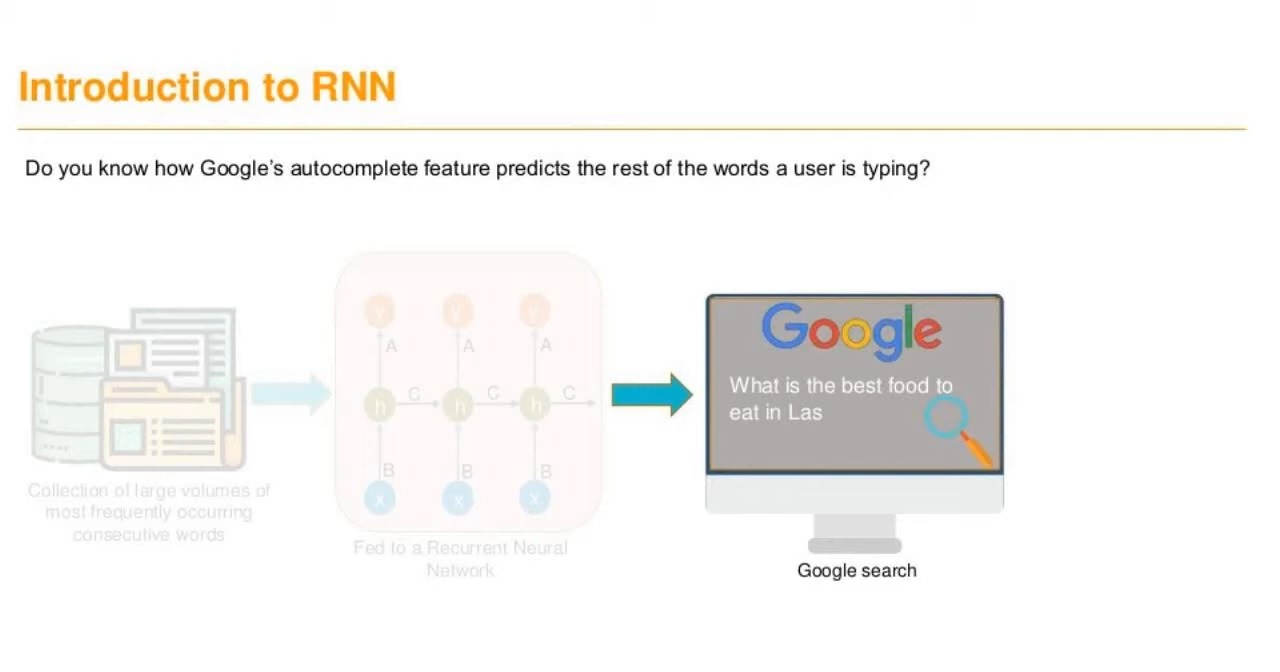 Introduction to RNN
Do you know how Google's autocomplete feature predicts the rest of the words a user is typing?
y y y
A A A
h C h C h C
B B B
x x x
Collection of large volumes of
most frequently occurring
consecutive words
Fed to a Recurrent Neural
Network
Google
What is the best food to
eat in Las
Google search